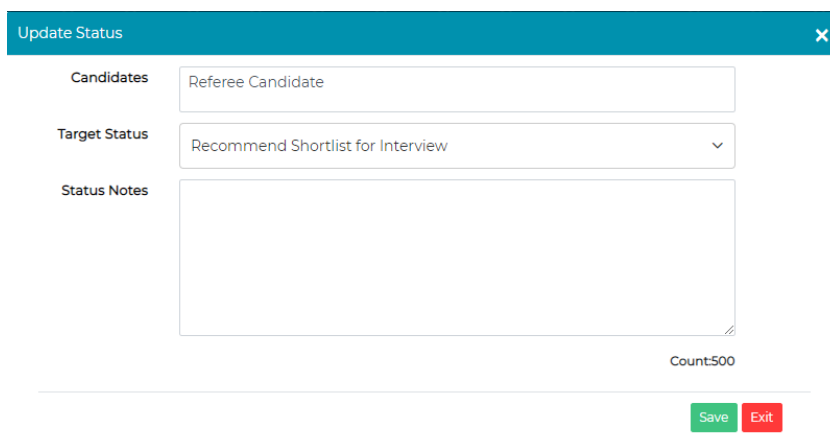 Update Status
Candidates
Referee Candidate
Target Status
Recommend Shortlist for Interview
Status Notes
Count:500
Save Exit